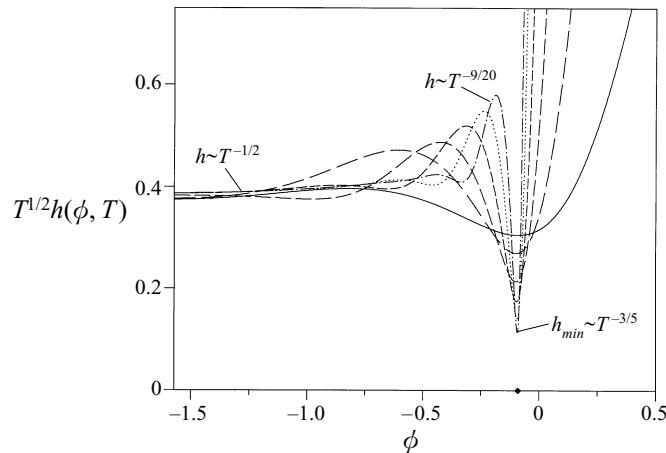 0.6
h~T^{-9/20}
h~T^{-1/2}
0.4
T^{1/2}h(ϕ, T)
0.2
h_{min}~T^{-3/5}
0
−1.5 −1.0 −0.5 0 0.5
ϕ